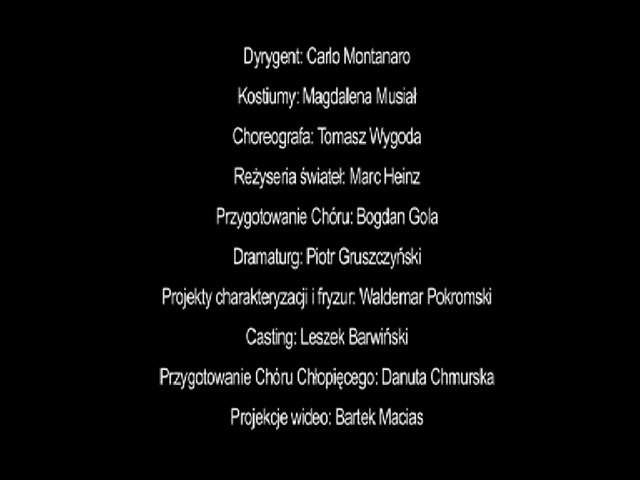 Dyrygent: Carlo Montanaro
Kostiumy: Magdalena Musiał
Choreografa: Tomasz Wygoda
Reżyseria świateł: Marc Heinz
Przygotowanie Chóru: Bogdan Gola
Dramaturg: Piotr Gruszczyński
Projekty charakteryzacji i fryzur: Waldemar Pokromski
Casting: Leszek Barwiński
Przygotowanie Chóru Chłopięcego: Danuta Chmurska
Projekcje wideo: Bartek Macias